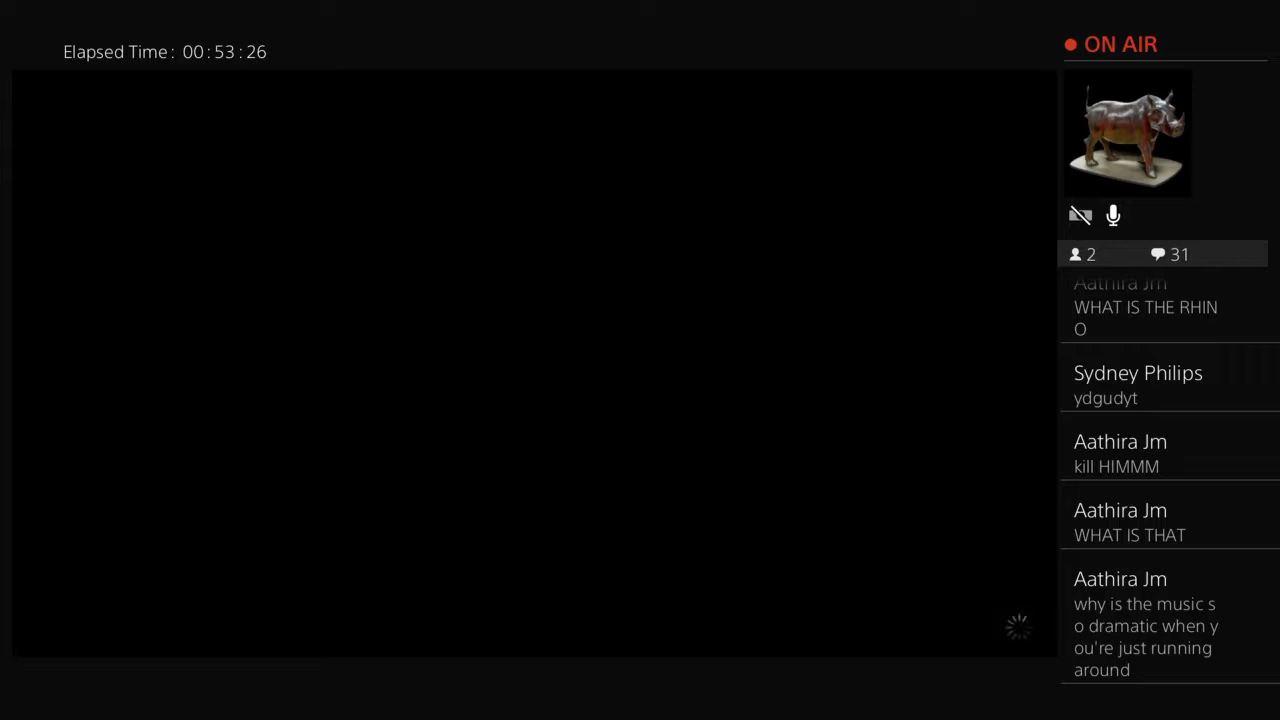 Elapsed Time: 00:53:26
ON AIR
2 31
Aathira Jm
WHAT IS THE RHIN
O
Sydney Philips
ydgudyt
Aathira Jm
kill HIMMM
Aathira Jm
WHAT IS THAT
Aathira Jm
why is the music s
o dramatic when y
ou're just running
around